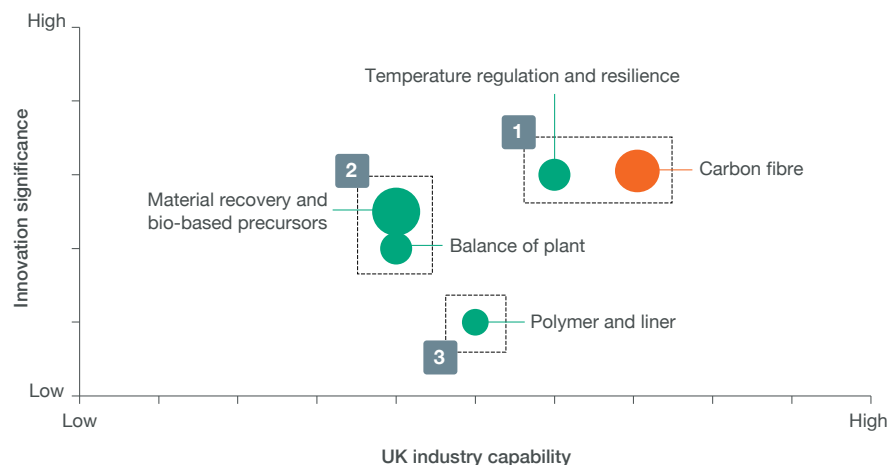 High
Temperature regulation and resilience
1
Carbon fibre
2
Material recovery and
bio-based precursors
Balance of plant
Polymer and liner
3
Innovation significance
Low
Low
High
UK industry capability